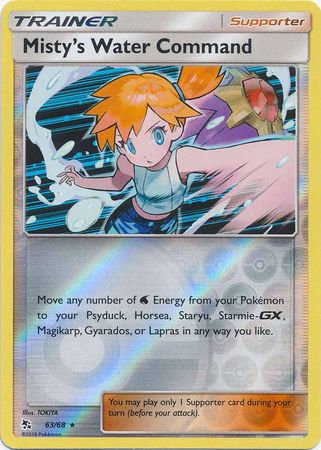 TRAINER Supporter
Misty's Water Command
Move any number of Energy from your Pokémon
to your Psyduck, Horsea, Staryu, Starmie-GX,
Magikarp, Gyarados, or Lapras in any way you like.
Illus. TOKIYA
63/68 ★
©2019 Pokémon
You may play only 1 Supporter card during your
turn (before your attack).